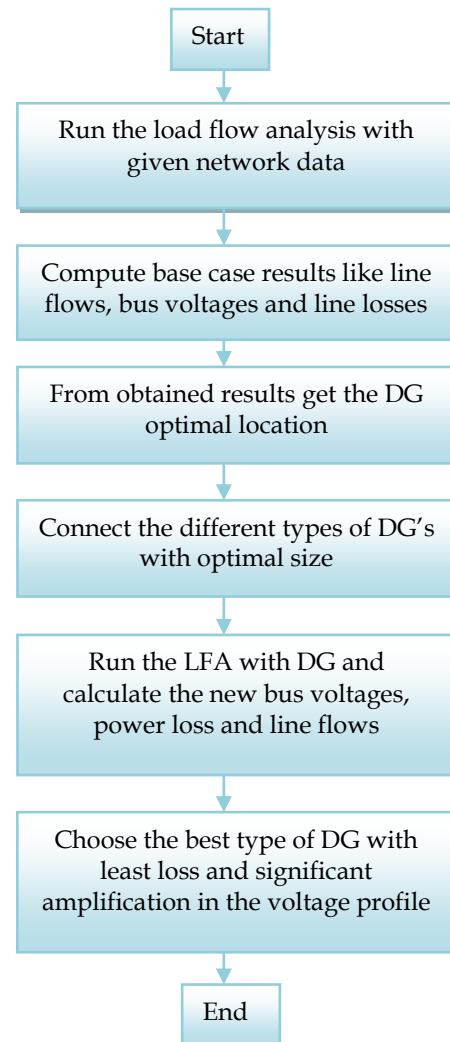 Start
Run the load flow analysis with
given network data
Compute base case results like line
flows, bus voltages and line losses
From obtained results get the DG
optimal location
Connect the different types of DG’s
with optimal size
Run the LFA with DG and
calculate the new bus voltages,
power loss and line flows
Choose the best type of DG with
least loss and significant
amplification in the voltage profile
End